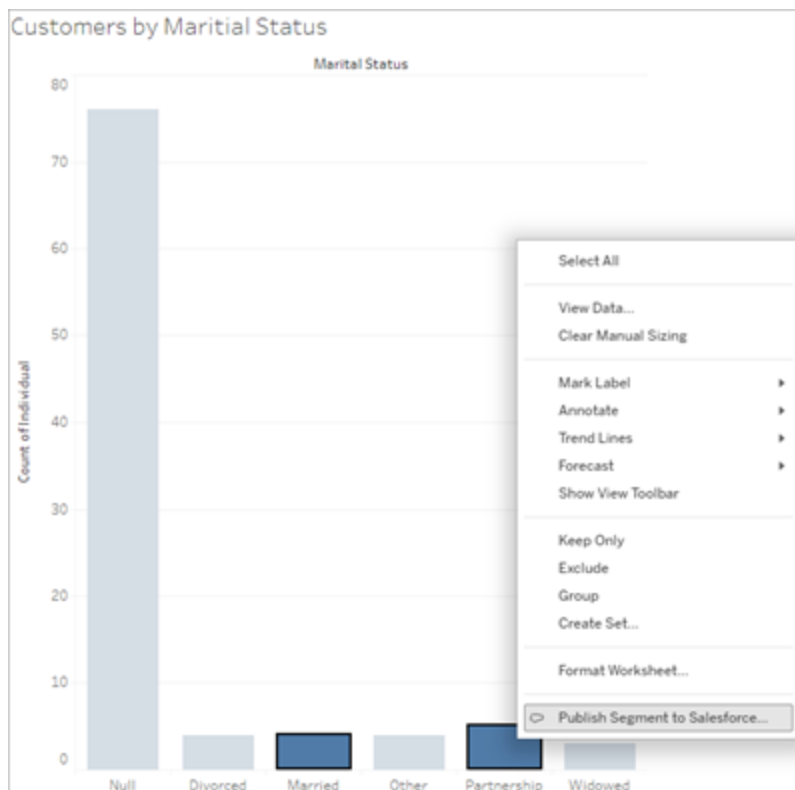 Customers by Maritial Status
Marital Status
80
70
60
50
40
30
20
10
0
Count of Individual
Null Divorced Married Other Partnership Widowed
Select All
View Data...
Clear Manual Sizing
Mark Label
Annotate
Trend Lines
Forecast
Show View Toolbar
Keep Only
Exclude
Group
Create Set...
Format Worksheet...
Publish Segment to Salesforce...